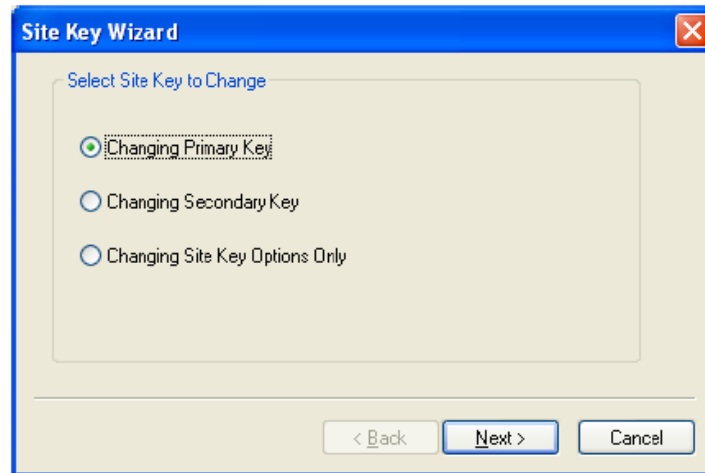 Site Key Wizard
Select Site Key to Change
Changing Primary Key
Changing Secondary Key
Changing Site Key Options Only
< Back Next > Cancel